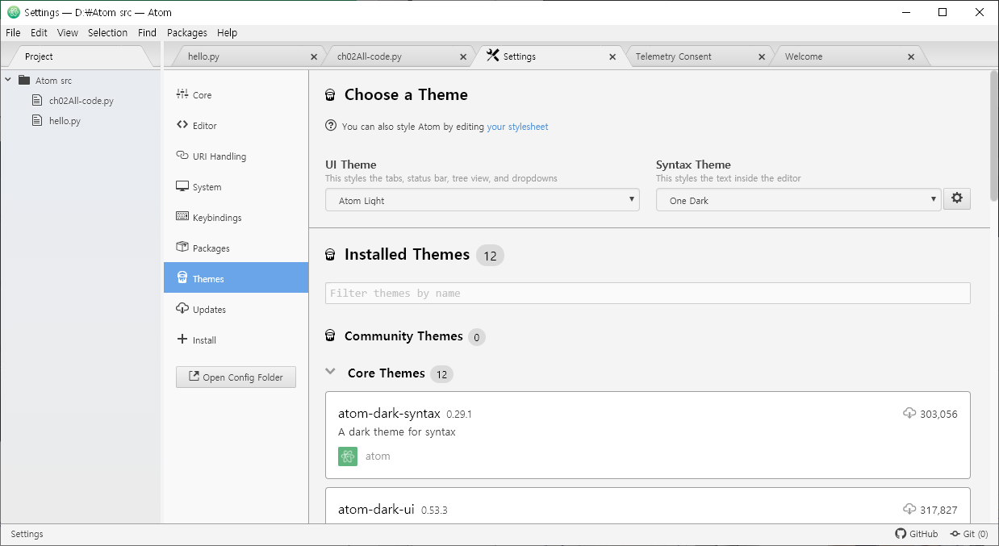 Settings — D:₩Atom src — Atom
File Edit View Selection Find Packages Help
Project
hello.py
ch02All-code.py
Settings
Telemetry Consent
Welcome
Atom src
ch02All-code.py
hello.py
Core
Editor
URI Handling
System
Keybindings
Packages
Themes
Updates
Install
Open Config Folder
Choose a Theme
You can also style Atom by editing your stylesheet
UI Theme
This styles the tabs, status bar, tree view, and dropdowns
Atom Light
Syntax Theme
This styles the text inside the editor
One Dark
Installed Themes 12
Filter themes by name
Community Themes 0
Core Themes 12
atom-dark-syntax 0.29.1 303,056
A dark theme for syntax
atom
atom-dark-ui 0.53.3 317,827
Settings GitHub Git (0)